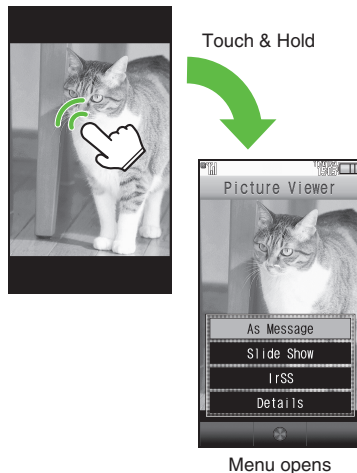 Touch & Hold
Picture Viewer
As Message
Slide Show
IrSS
Details
Menu opens